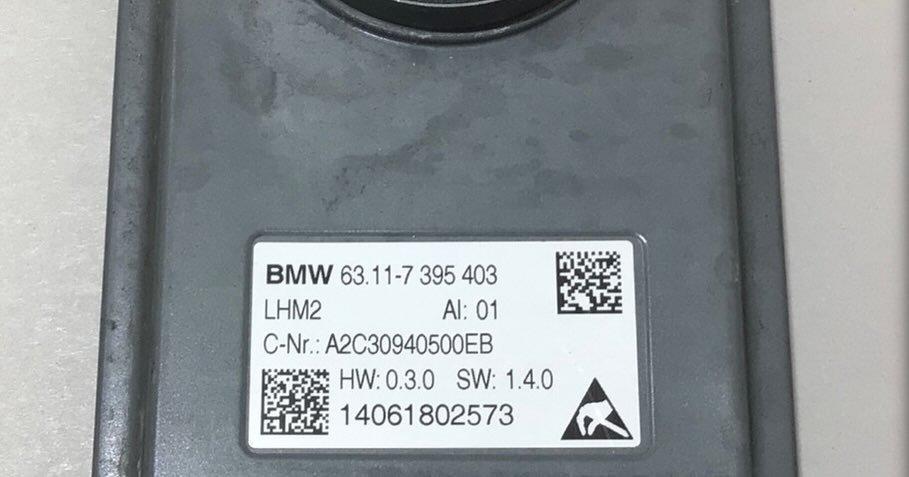 BMW 63.11-7 395 403
LHM2 AI: 01
C-Nr.: A2C30940500EB
HW: 0.3.0 SW: 1.4.0
14061802573